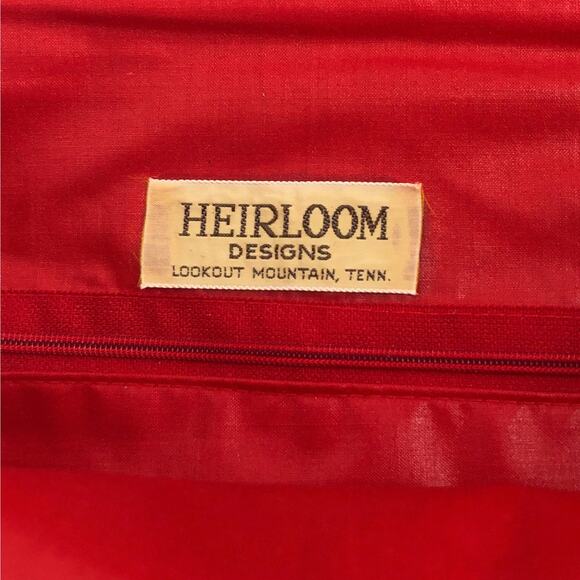 HEIRLOOM
DESIGNS
LOOKOUT MOUNTAIN, TENN.